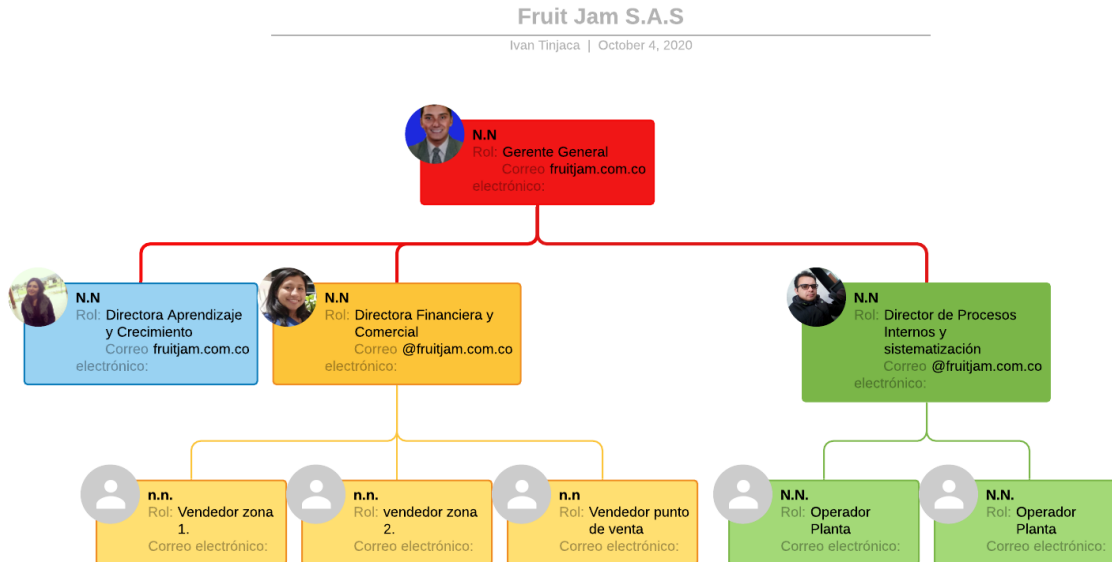 Fruit Jam S.A.S
Ivan Tinjaca | October 4, 2020
N.N
Rol: Gerente General
Correo fruitjam.com.co
electrónico:
N.N
Rol: Directora Aprendizaje
y Crecimiento
Correo fruitjam.com.co
electrónico:
N.N
Rol: Directora Financiera y
Comercial
Correo @fruitjam.com.co
electrónico:
N.N
Rol: Director de Procesos
Internos y
sistematización
Correo @fruitjam.com.co
electrónico:
n.n.
Rol: Vendedor zona
1.
Correo electrónico:
n.n.
Rol: vendedor zona
2.
Correo electrónico:
n.n
Rol: Vendedor punto
de venta
Correo electrónico:
N.N.
Rol: Operador
Planta
Correo electrónico:
N.N.
Rol: Operador
Planta
Correo electrónico: